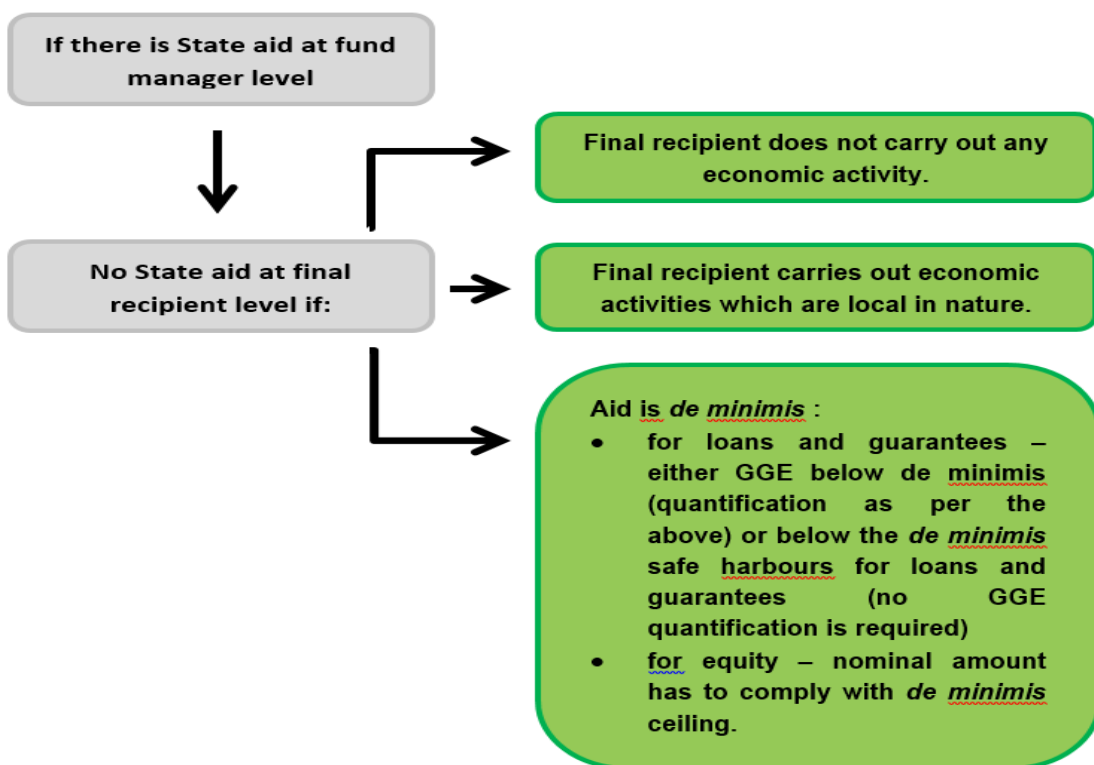 If there is State aid at fund
manager level
No State aid at final
recipient level if:
Final recipient does not carry out any
economic activity.
Final recipient carries out economic
activities which are local in nature.
Aid is de minimis :
• for loans and guarantees –
either GGE below de minimis
(quantification as per the
above) or below the de minimis
safe harbours for loans and
guarantees (no GGE
quantification is required)
• for equity – nominal amount
has to comply with de minimis
ceiling.